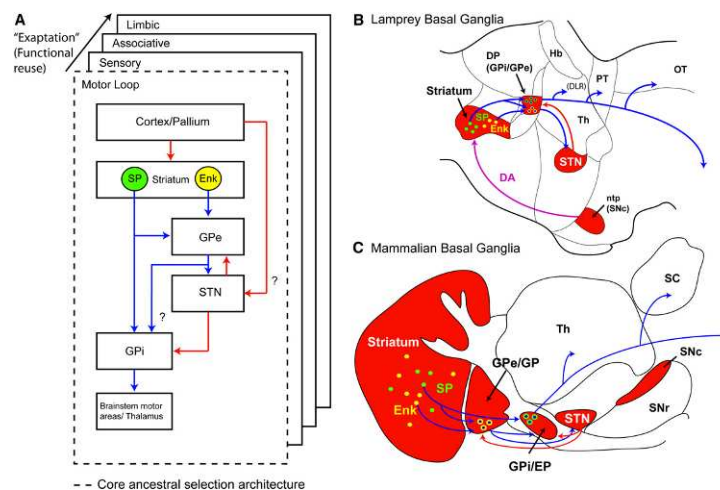 A
"Exaptation"
(Functional
reuse)
Limbic
Associative
Sensory
Motor Loop
Cortex/Pallium
SP
Striatum
Enk
GPe
STN
?
?
GPi
Brainstem motor
areas/ Thalamus
Core ancestral selection architecture
B Lamprey Basal Ganglia
DP
(GPi/GPe)
Hb
(DLR)
PT
OT
Striatum
SP
Enk
Th
STN
DA
ntp
(SNc)
C Mammalian Basal Ganglia
SC
Th
Striatum
GPe/GP
SP
Enk
SNc
STN
SNr
GPi/EP